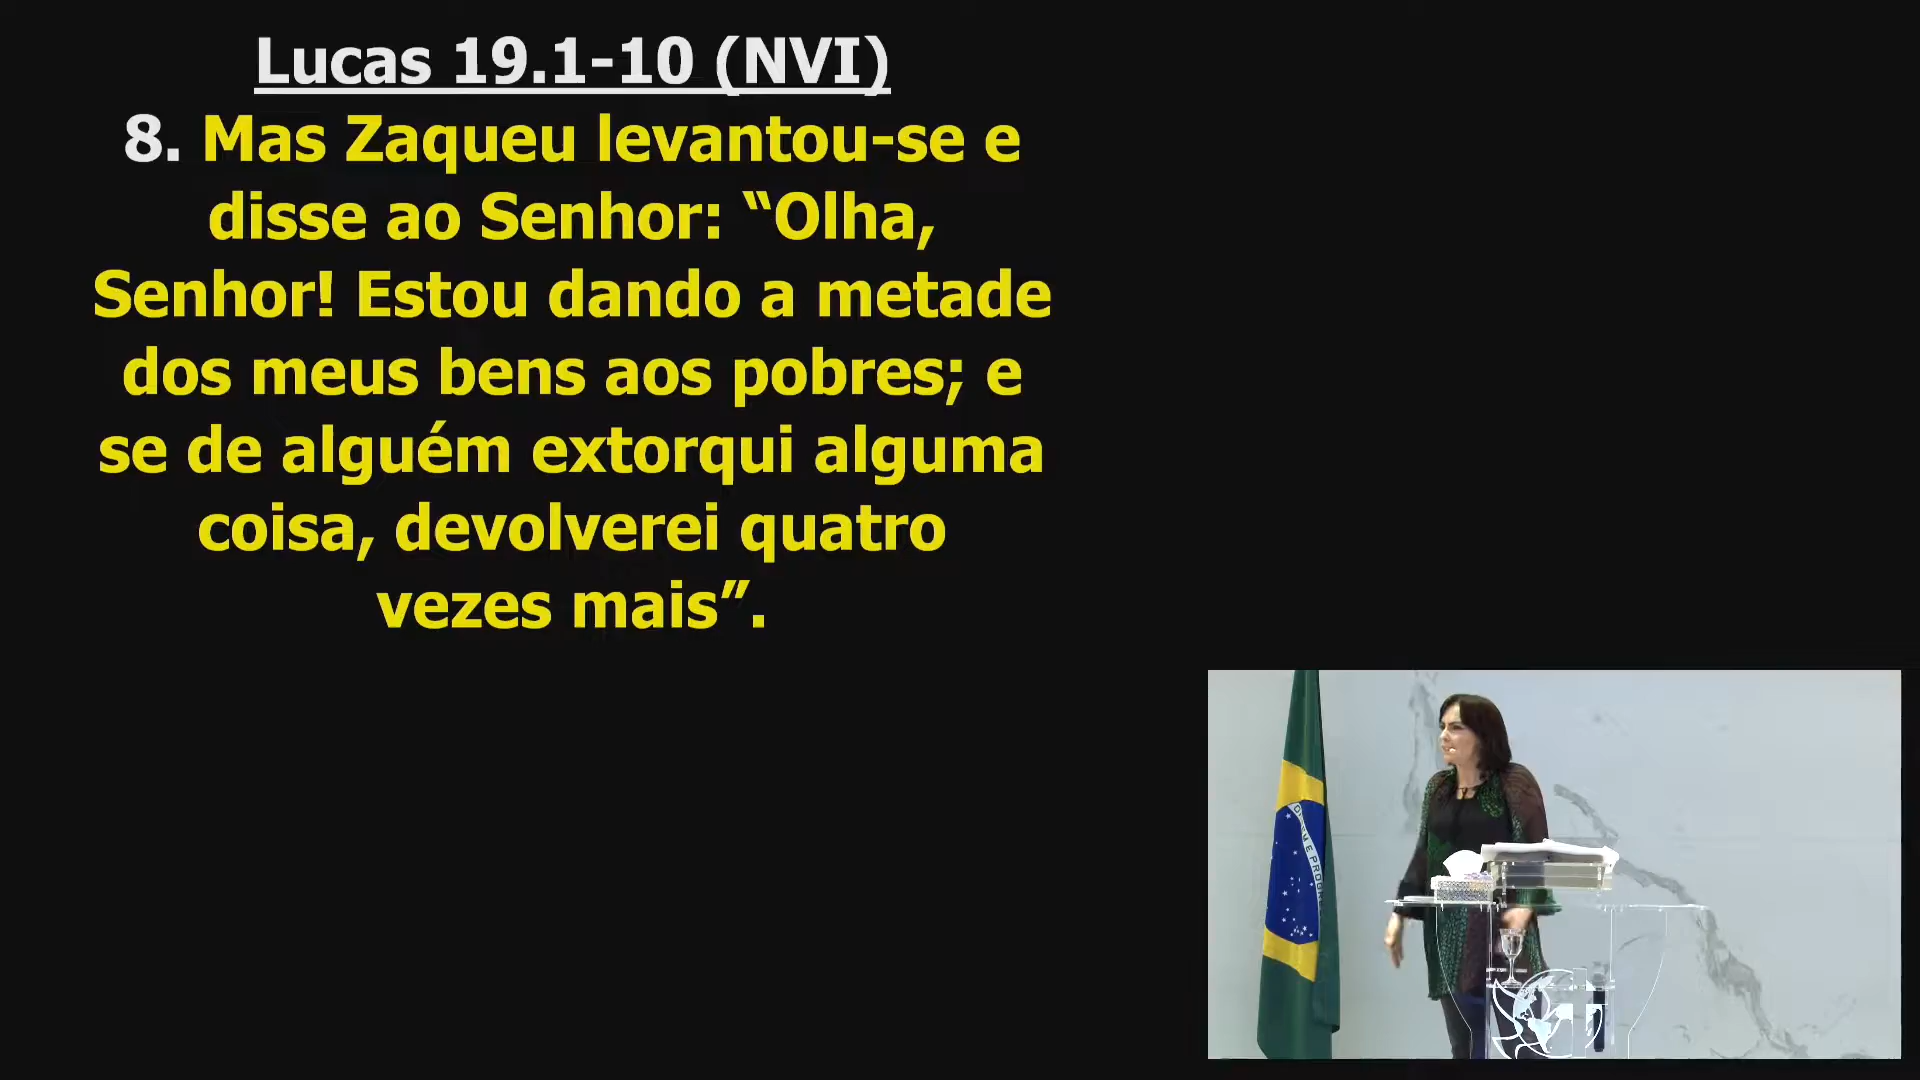 Lucas 19.1-10 (NVI)
8. Mas Zaqueu levantou-se e
disse ao Senhor: “Olha,
Senhor! Estou dando a metade
dos meus bens aos pobres; e
se de alguém extorqui alguma
coisa, devolverei quatro
vezes mais”.